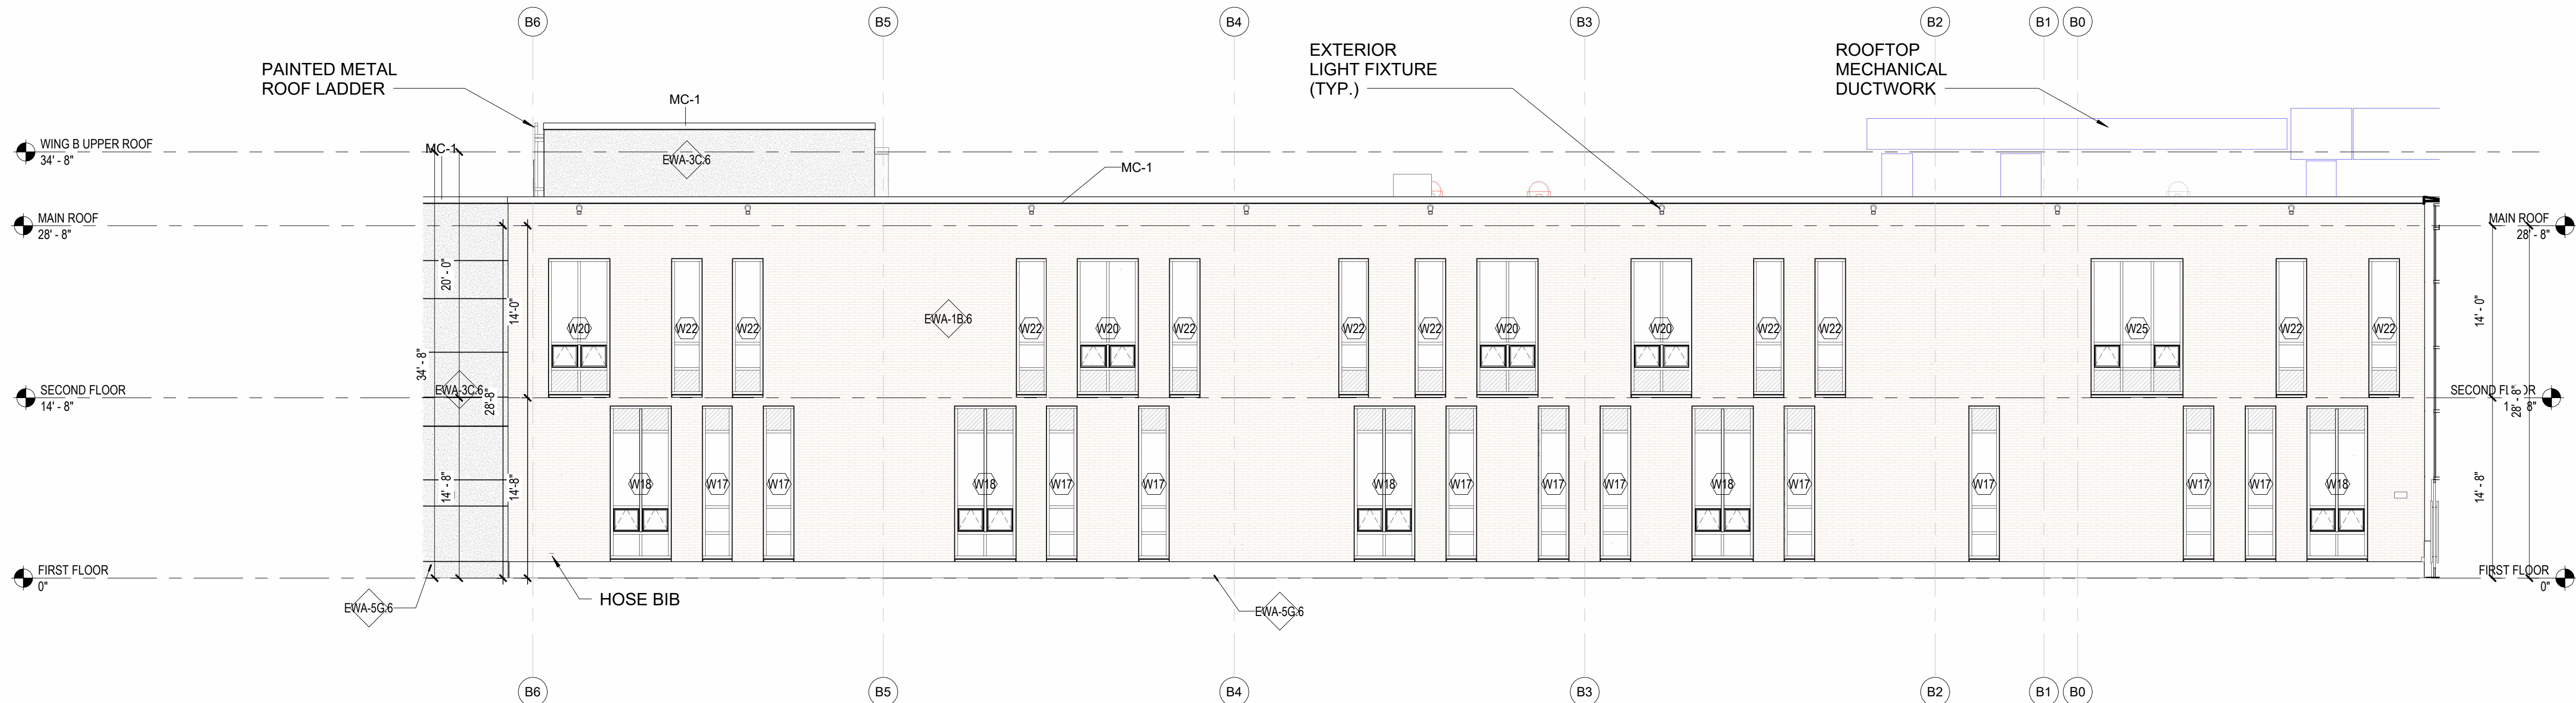 B6
B5
B4
B3
B2
B1
B0
PAINTED METAL
ROOF LADDER
EXTERIOR
LIGHT FIXTURE
(TYP.)
ROOFTOP
MECHANICAL
DUCTWORK
MC-1
WING B UPPER ROOF
34' - 8"
MC-1
EWA-3C.6
MC-1
MAIN ROOF
28' - 8"
MAIN ROOF
28' - 8"
20' - 0"
14'-0"
14' - 0"
EWA-1B.6
W20
W22
W22
W22
W20
W22
W22
W22
W20
W20
W22
W22
W25
W22
W22
34' - 8"
SECOND FLOOR
14' - 8"
EWA-3C.6
28'-8"
28' - 8"
14' - 8"
14'-8"
14' - 8"
W18
W17
W17
W18
W17
W17
W18
W17
W17
W17
W18
W17
W17
W17
W17
W18
FIRST FLOOR
0"
FIRST FLOOR
0"
EWA-5G.6
HOSE BIB
EWA-5G.6
B6
B5
B4
B3
B2
B1
B0